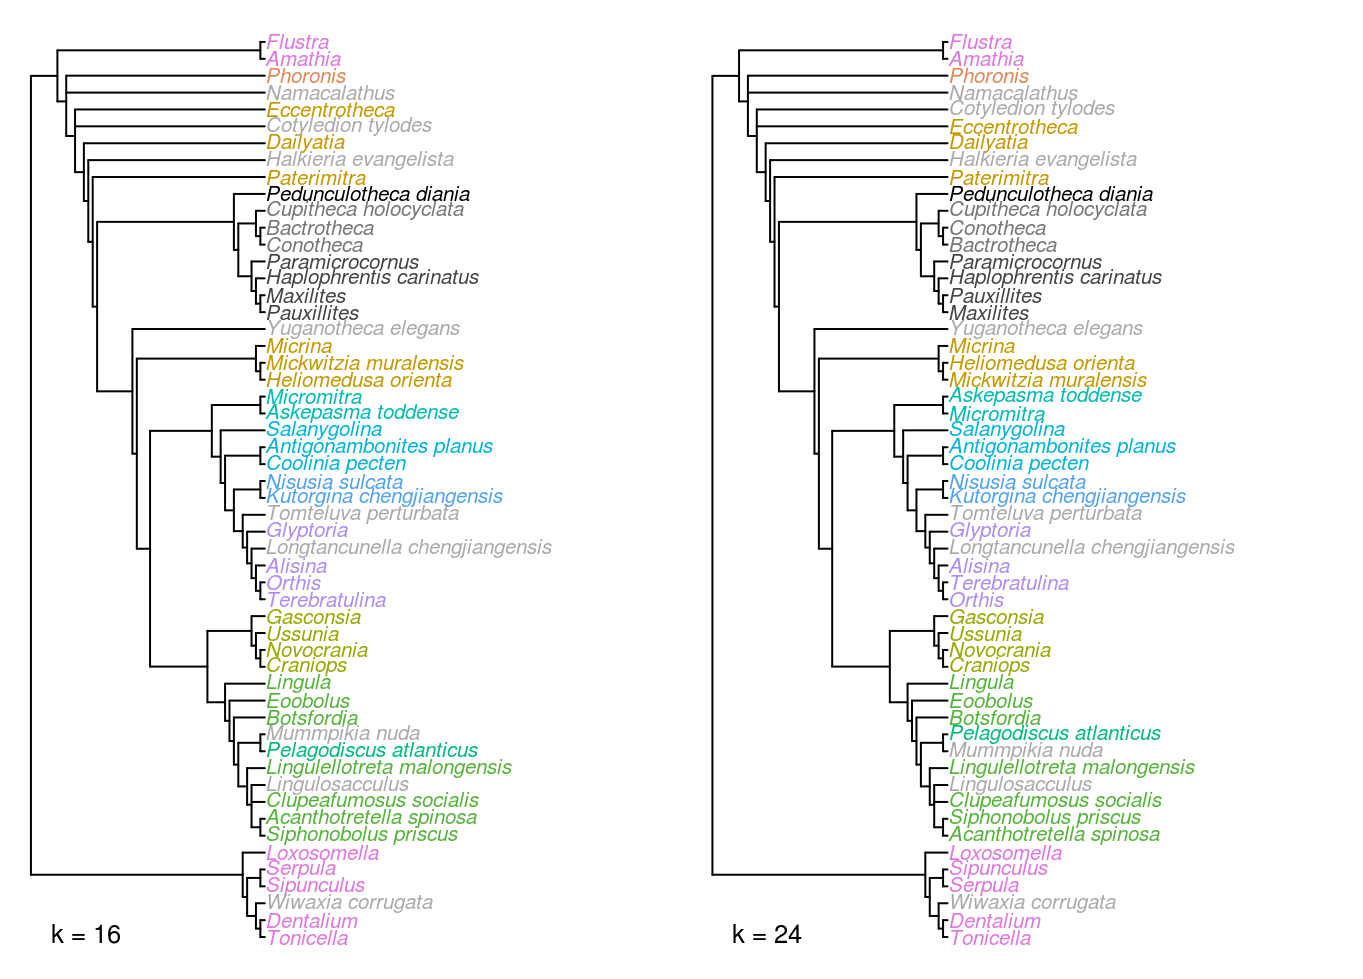 Flustra
Amathia
Phoronis
Namacalathus
Eccentrotheca
Cotyledion tylodes
Dailyatia
Halkieria evangelista
Paterimitra
Pedunculotheca diania
Cupitheca holocyclata
Bactrotheca
Conotheca
Paramicrocornus
Haplophrentis carinatus
Maxilites
Pauxillites
Yuganotheca elegans
Micrina
Mickwitzia muralensis
Heliomedusa orienta
Micromitra
Askepasma toddense
Salanygolina
Antigonambonites planus
Coolinia pecten
Nisusia sulcata
Kutorgina chengjiangensis
Tomteluva perturbata
Glyptoria
Longtancunella chengjiangensis
Alisina
Orthis
Terebratulina
Gasconsia
Ussunia
Novocrania
Craniops
Lingula
Eoobolus
Botsfordia
Mummpikia nuda
Pelagodiscus atlanticus
Lingulellotreta malongensis
Lingulosacculus
Clupeafumosus socialis
Acanthotretella spinosa
Siphonobolus priscus
Loxosomella
Serpula
Sipunculus
Wiwaxia corrugata
Dentalium
Tonicella
k = 16
Flustra
Amathia
Phoronis
Namacalathus
Cotyledion tylodes
Eccentrotheca
Dailyatia
Halkieria evangelista
Paterimitra
Pedunculotheca diania
Cupitheca holocyclata
Conotheca
Bactrotheca
Paramicrocornus
Haplophrentis carinatus
Pauxillites
Maxilites
Yuganotheca elegans
Micrina
Heliomedusa orienta
Mickwitzia muralensis
Askepasma toddense
Micromitra
Salanygolina
Antigonambonites planus
Coolinia pecten
Nisusia sulcata
Kutorgina chengjiangensis
Tomteluva perturbata
Glyptoria
Longtancunella chengjiangensis
Alisina
Terebratulina
Orthis
Gasconsia
Ussunia
Novocrania
Craniops
Lingula
Eoobolus
Botsfordia
Pelagodiscus atlanticus
Mummpikia nuda
Lingulellotreta malongensis
Lingulosacculus
Clupeafumosus socialis
Siphonobolus priscus
Acanthotretella spinosa
Loxosomella
Sipunculus
Serpula
Wiwaxia corrugata
Dentalium
Tonicella
k = 24